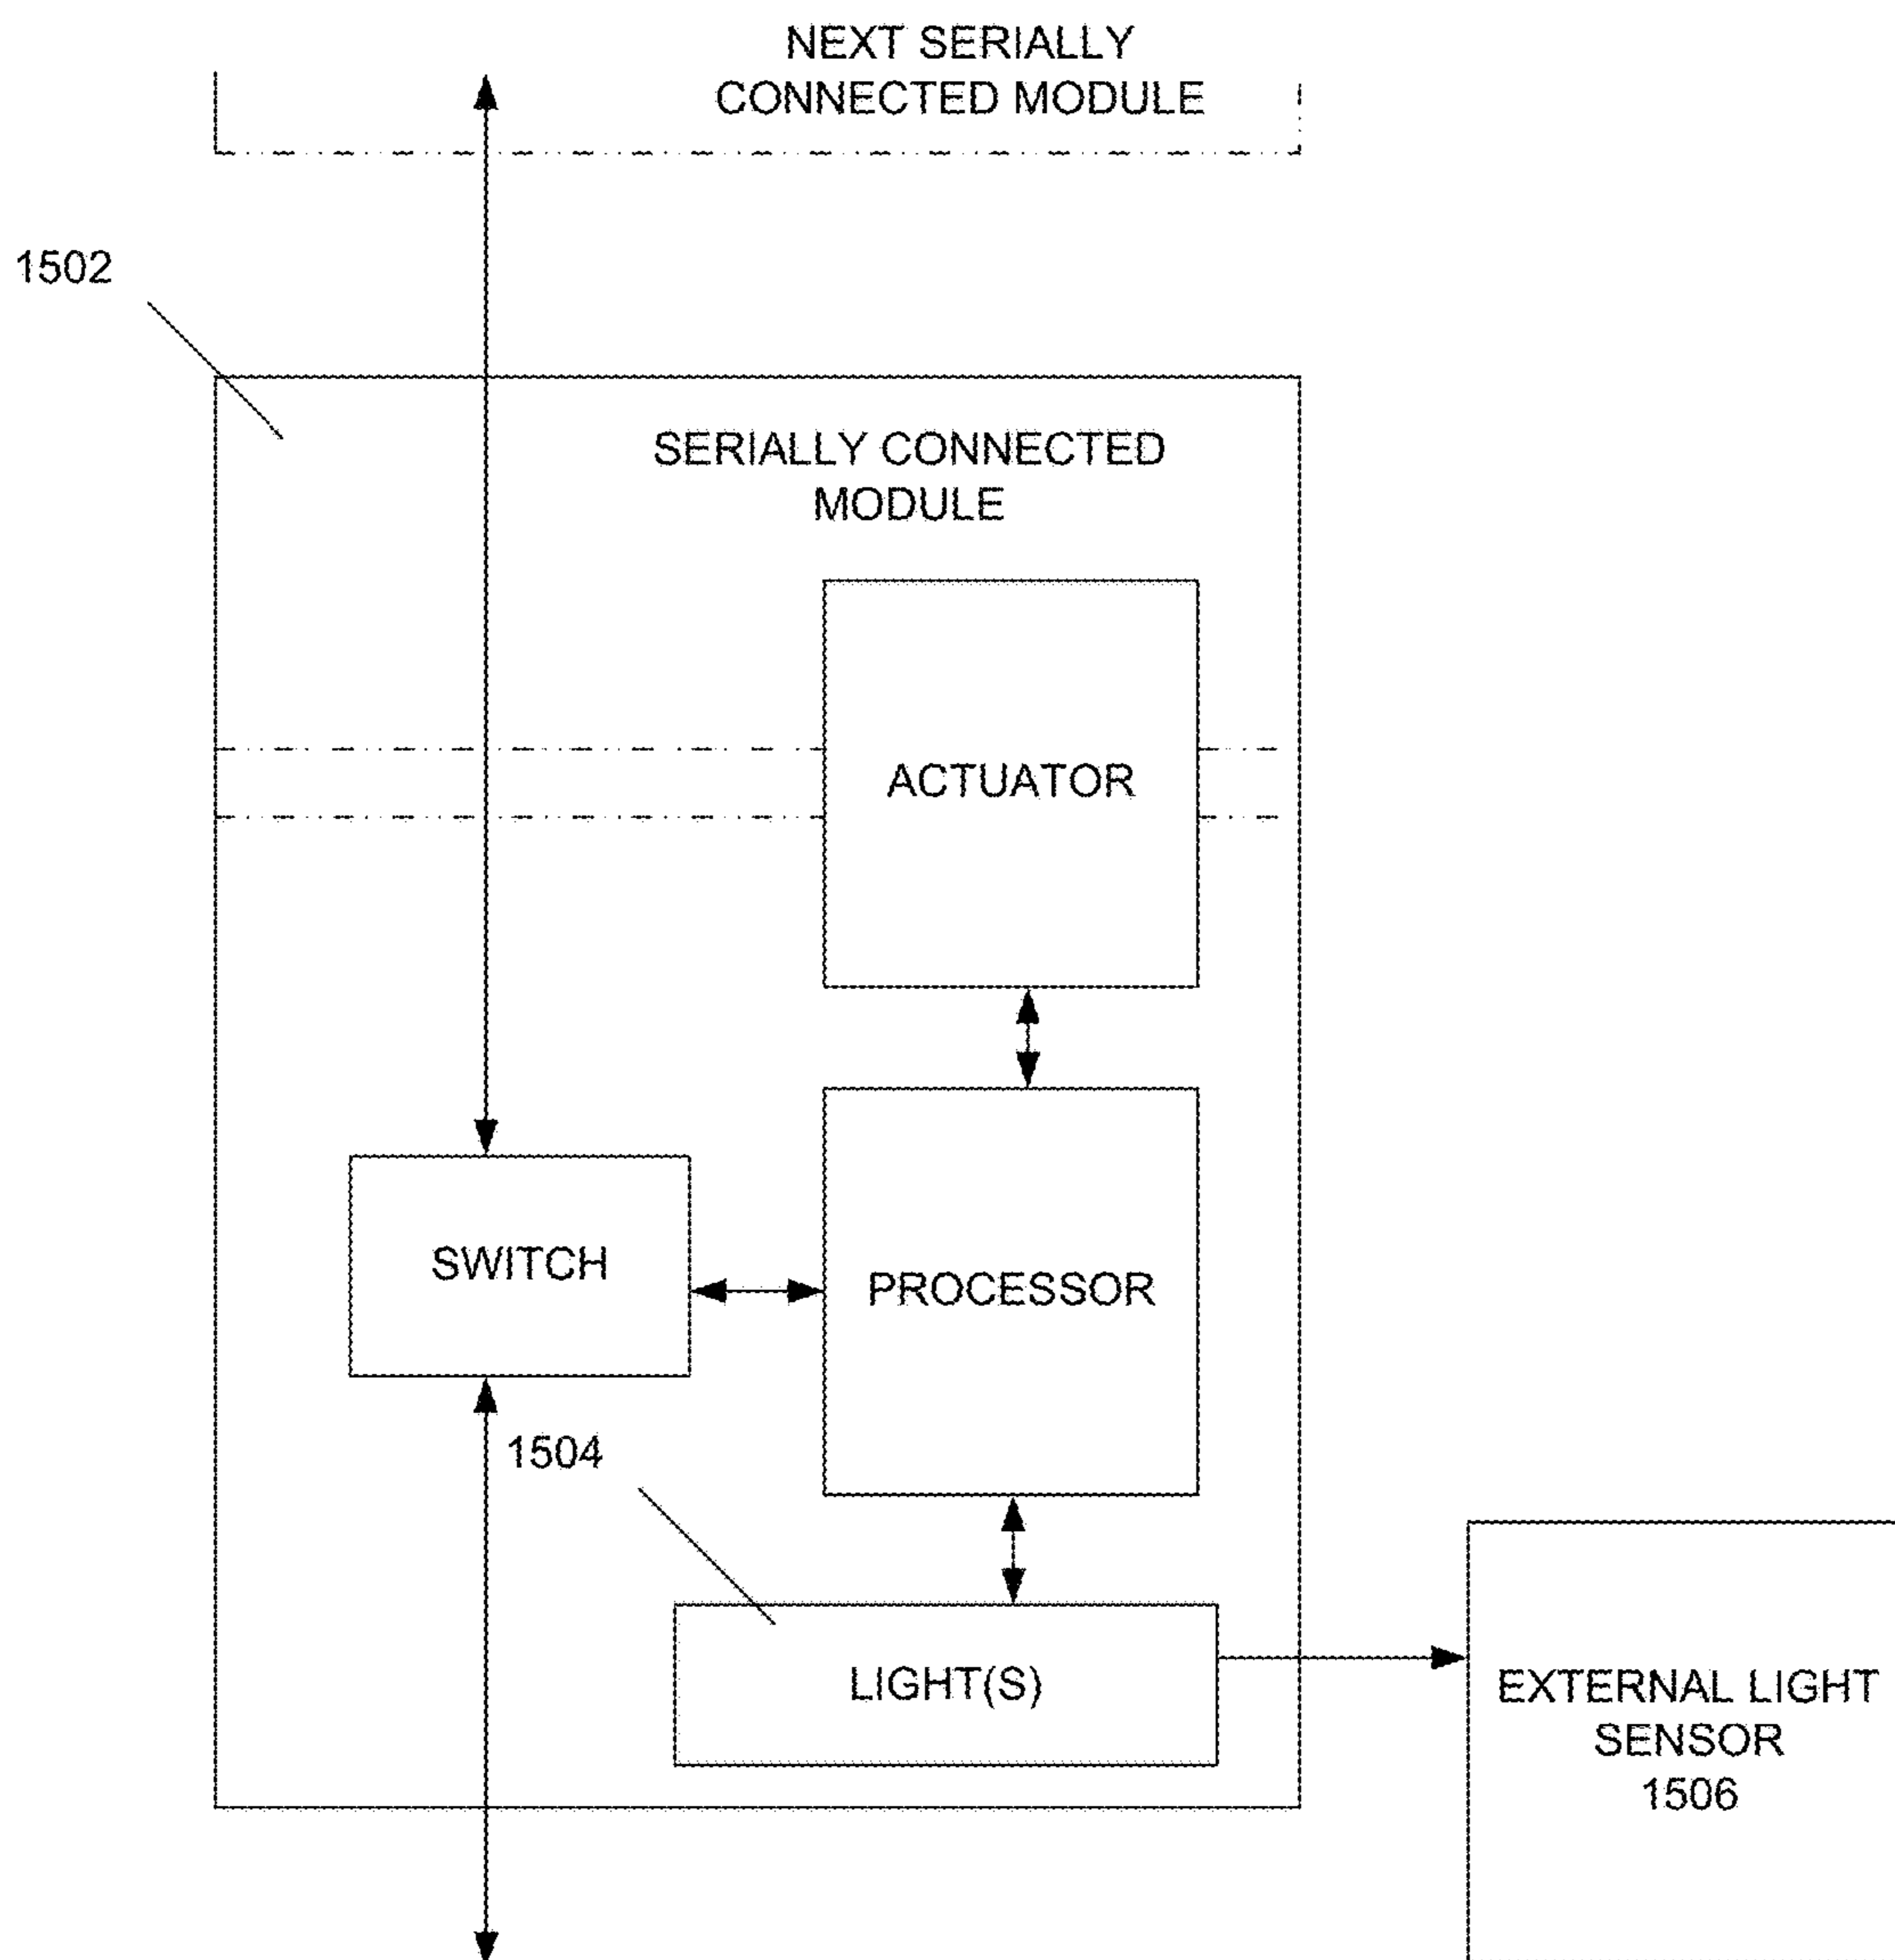 NEXT SERIALLY
CONNECTED MODULE
1502
SERIALLY CONNECTED
MODULE
ACTUATOR
SWITCH
PROCESSOR
1504
LIGHT(S)
EXTERNAL LIGHT
SENSOR
1506